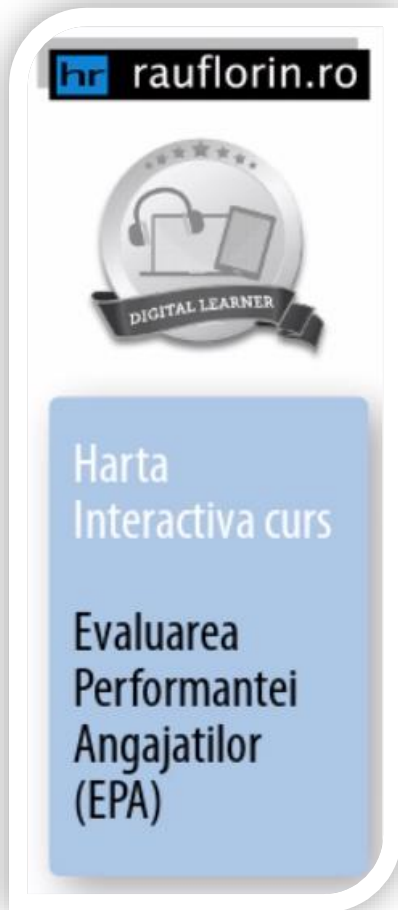 hr rauflorin.ro
DIGITAL LEARNER
Harta
Interactiva curs
Evaluarea
Performantei
Angajatilor
(EPA)